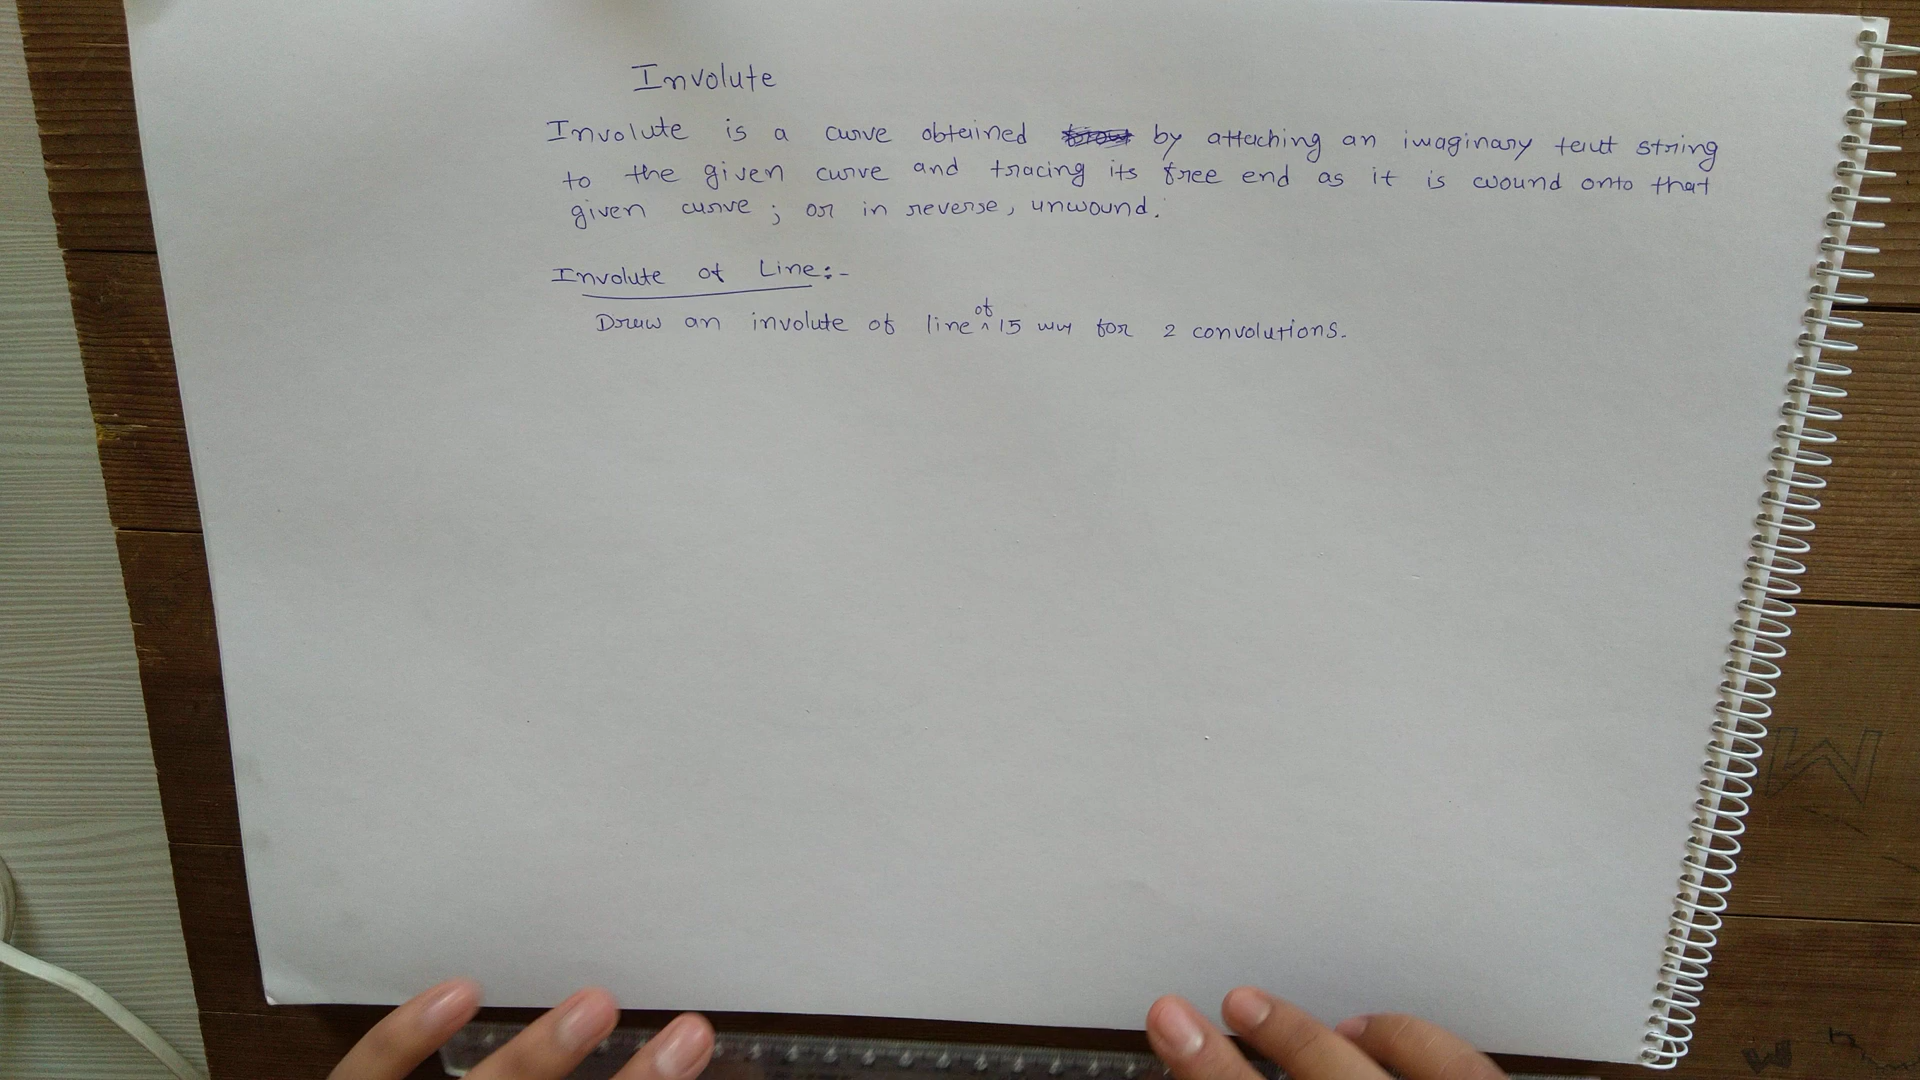 Involute
Involute is a curve obtained by attaching an imaginary taut string
to the given curve and tracing its free end as it is wound onto that
given curve; or in reverse, unwound.
Involute of Line:-
Draw an involute of line of 15 mm for 2 convolutions.